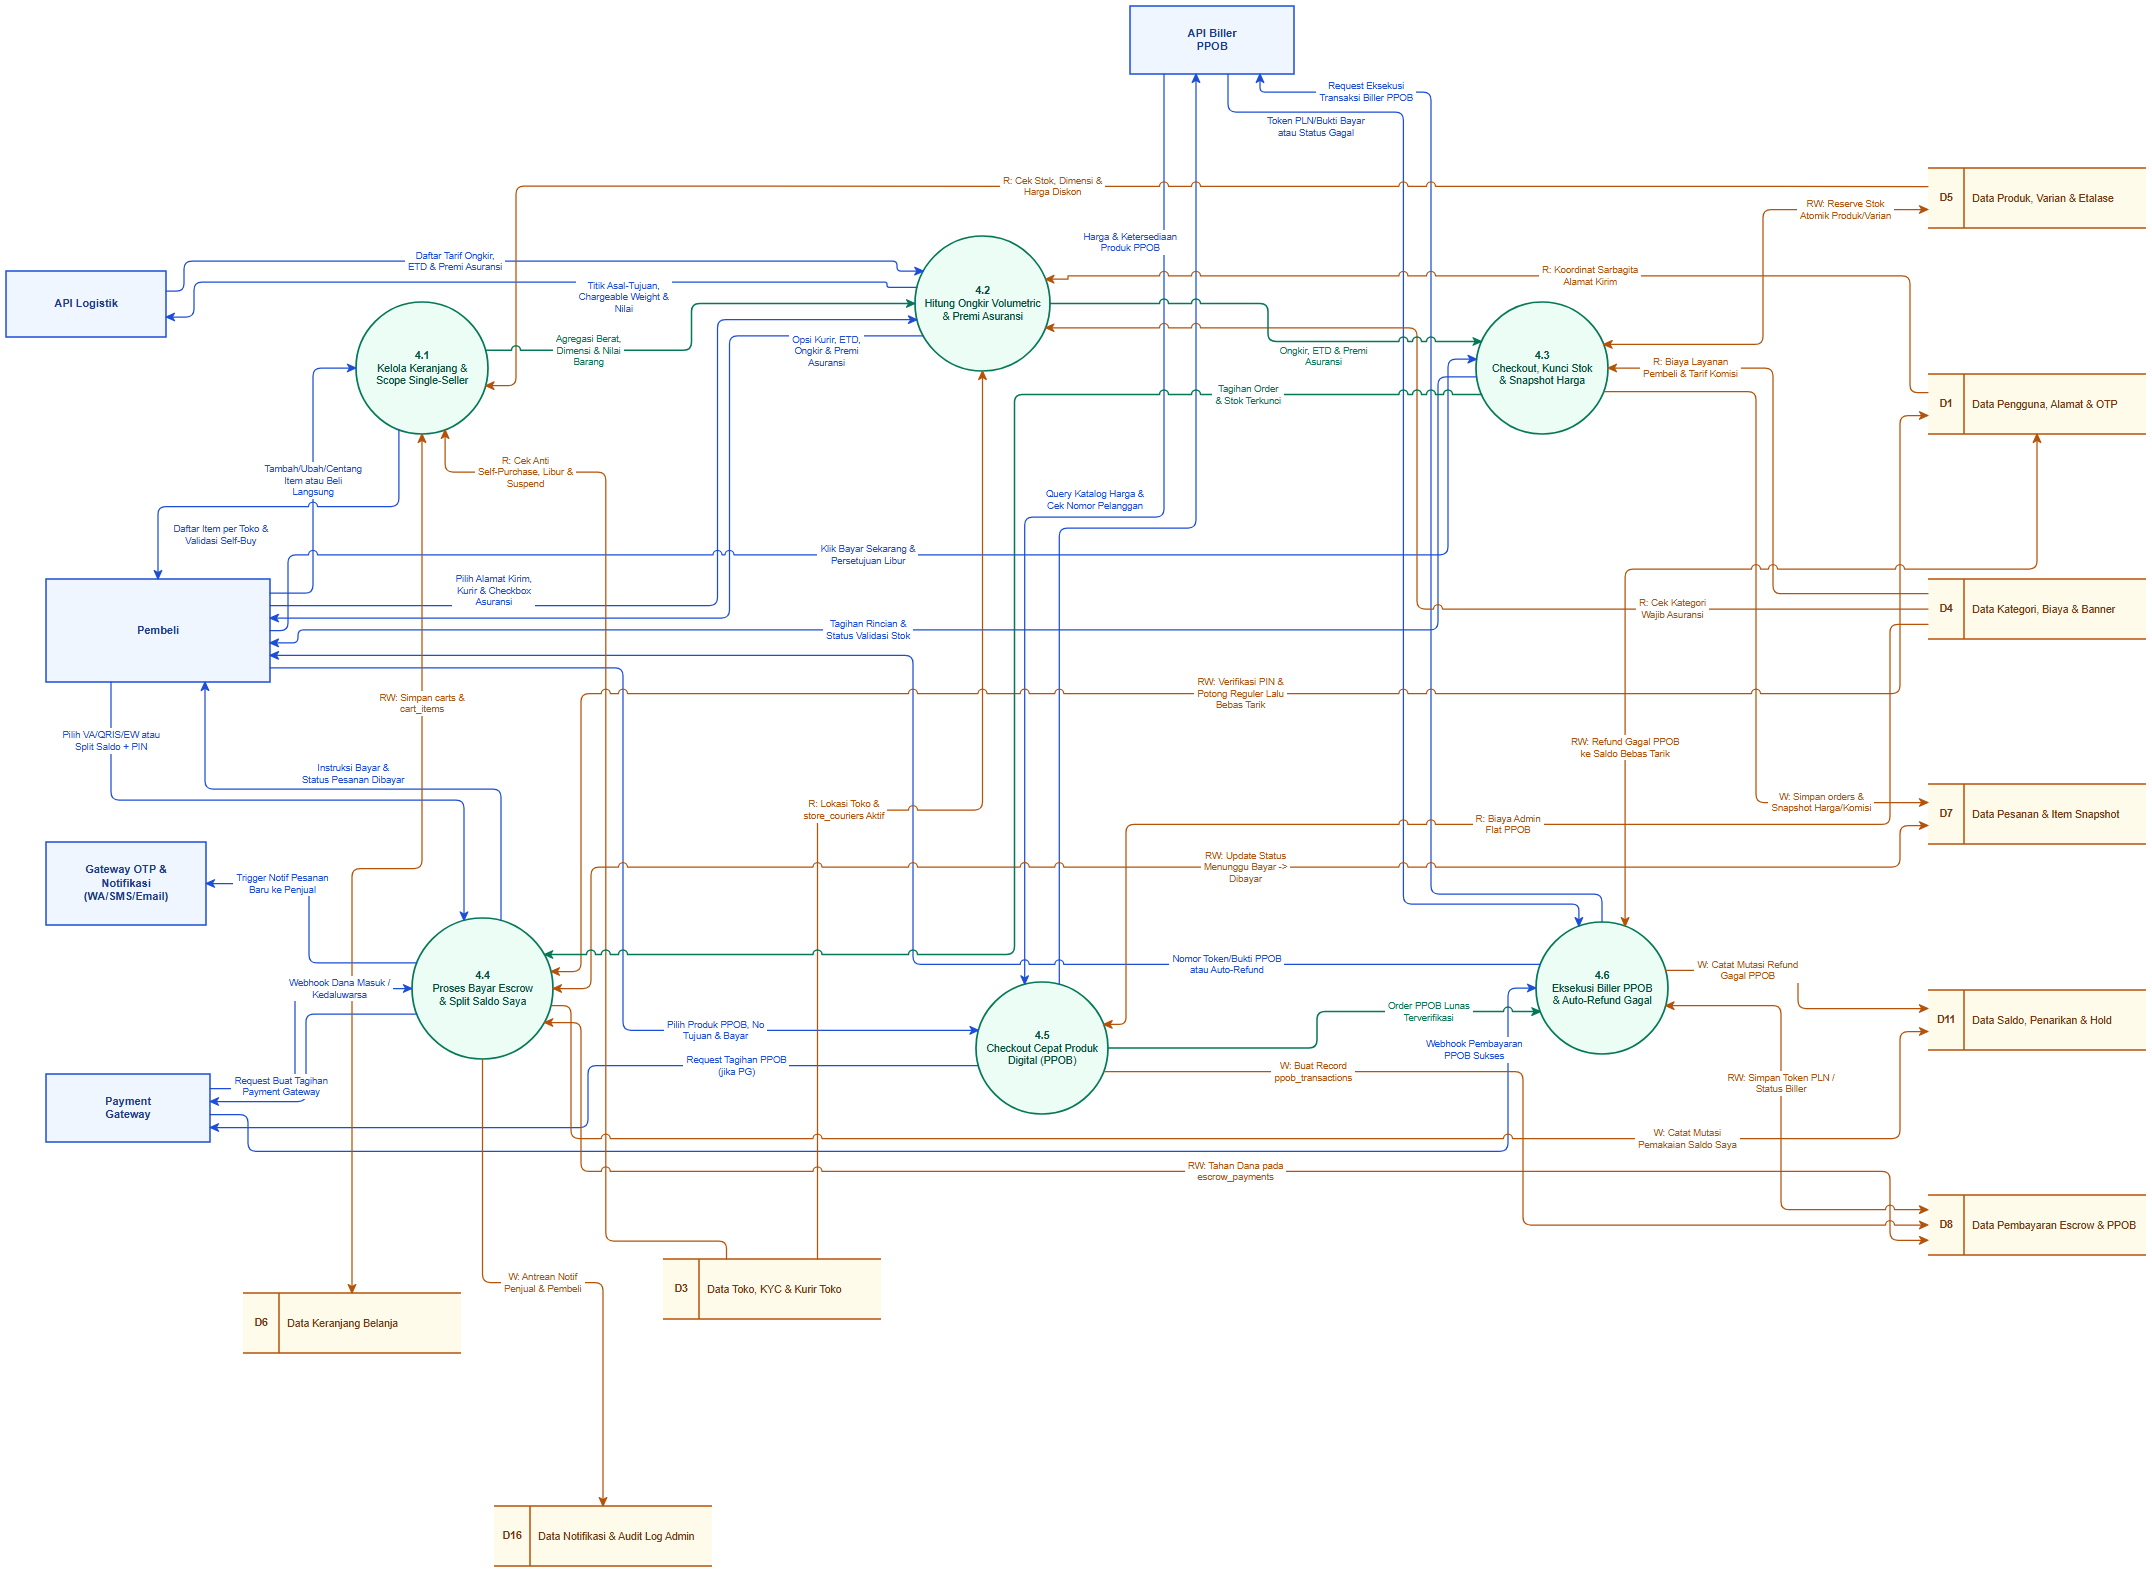 API Biller
PPOB
Request Eksekusi
Transaksi Biller PPOB
Token PLN/Bukti Bayar
atau Status Gagal
R: Cek Stok, Dimensi &
Harga Diskon
D5
Data Produk, Varian & Etalase
RW: Reserve Stok
Atomik Produk/Varian
Harga & Ketersediaan
Produk PPOB
Daftar Tarif Ongkir,
ETD & Premi Asuransi
R: Koordinat Sarbagita
Alamat Kirim
API Logistik
Titik Asal-Tujuan,
Chargeable Weight &
Nilai
4.2
Hitung Ongkir Volumetric
& Premi Asuransi
Agregasi Berat,
Dimensi & Nilai
Barang
Opsi Kurir, ETD,
Ongkir & Premi
Asuransi
Ongkir, ETD & Premi
Asuransi
4.1
Kelola Keranjang &
Scope Single-Seller
4.3
Checkout, Kunci Stok
& Snapshot Harga
R: Biaya Layanan
Pembeli & Tarif Komisi
Tagihan Order
& Stok Terkunci
D1
Data Pengguna, Alamat & OTP
R: Cek Anti
Self-Purchase, Libur &
Suspend
Tambah/Ubah/Centang
Item atau Beli
Langsung
Query Katalog Harga &
Cek Nomor Pelanggan
Daftar Item per Toko &
Validasi Self-Buy
Klik Bayar Sekarang &
Persetujuan Libur
Pilih Alamat Kirim,
Kurir & Checkbox
Asuransi
R: Cek Kategori
Wajib Asuransi
D4
Data Kategori, Biaya & Banner
Pembeli
Tagihan Rincian &
Status Validasi Stok
RW: Simpan carts &
cart_items
RW: Verifikasi PIN &
Potong Reguler Lalu
Bebas Tarik
Pilih VA/QRIS/EW atau
Split Saldo + PIN
RW: Refund Gagal PPOB
ke Saldo Bebas Tarik
Instruksi Bayar &
Status Pesanan Dibayar
R: Lokasi Toko &
store_couriers Aktif
W: Simpan orders &
Snapshot Harga/Komisi
D7
Data Pesanan & Item Snapshot
R: Biaya Admin
Flat PPOB
RW: Update Status
Menunggu Bayar ->
Dibayar
Gateway OTP &
Notifikasi
(WA/SMS/Email)
Trigger Notif Pesanan
Baru ke Penjual
Nomor Token/Bukti PPOB
atau Auto-Refund
W: Catat Mutasi Refund
Gagal PPOB
Webhook Dana Masuk /
Kedaluwarsa
4.4
Proses Bayar Escrow
& Split Saldo Saya
4.6
Eksekusi Biller PPOB
& Auto-Refund Gagal
Order PPOB Lunas
Terverifikasi
D11
Data Saldo, Penarikan & Hold
Pilih Produk PPOB, No
Tujuan & Bayar
4.5
Checkout Cepat Produk
Digital (PPOB)
Webhook Pembayaran
PPOB Sukses
Request Tagihan PPOB
(jika PG)
W: Buat Record
ppob_transactions
RW: Simpan Token PLN /
Status Biller
Request Buat Tagihan
Payment Gateway
Payment
Gateway
W: Catat Mutasi
Pemakaian Saldo Saya
RW: Tahan Dana pada
escrow_payments
D8
Data Pembayaran Escrow & PPOB
W: Antrean Notif
Penjual & Pembeli
D3
Data Toko, KYC & Kurir Toko
D6
Data Keranjang Belanja
D16
Data Notifikasi & Audit Log Admin